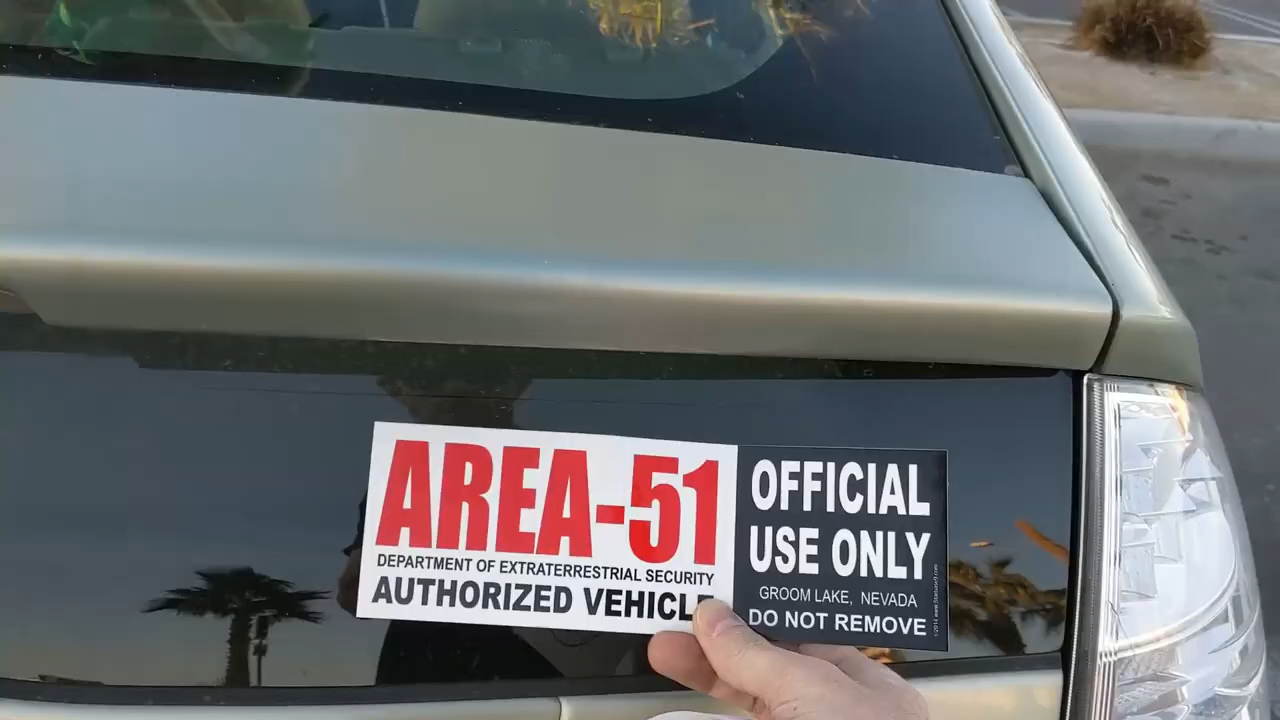 AREA-51
DEPARTMENT OF EXTRATERRESTRIAL SECURITY
AUTHORIZED VEHICLE
OFFICIAL
USE ONLY
GROOM LAKE, NEVADA
DO NOT REMOVE